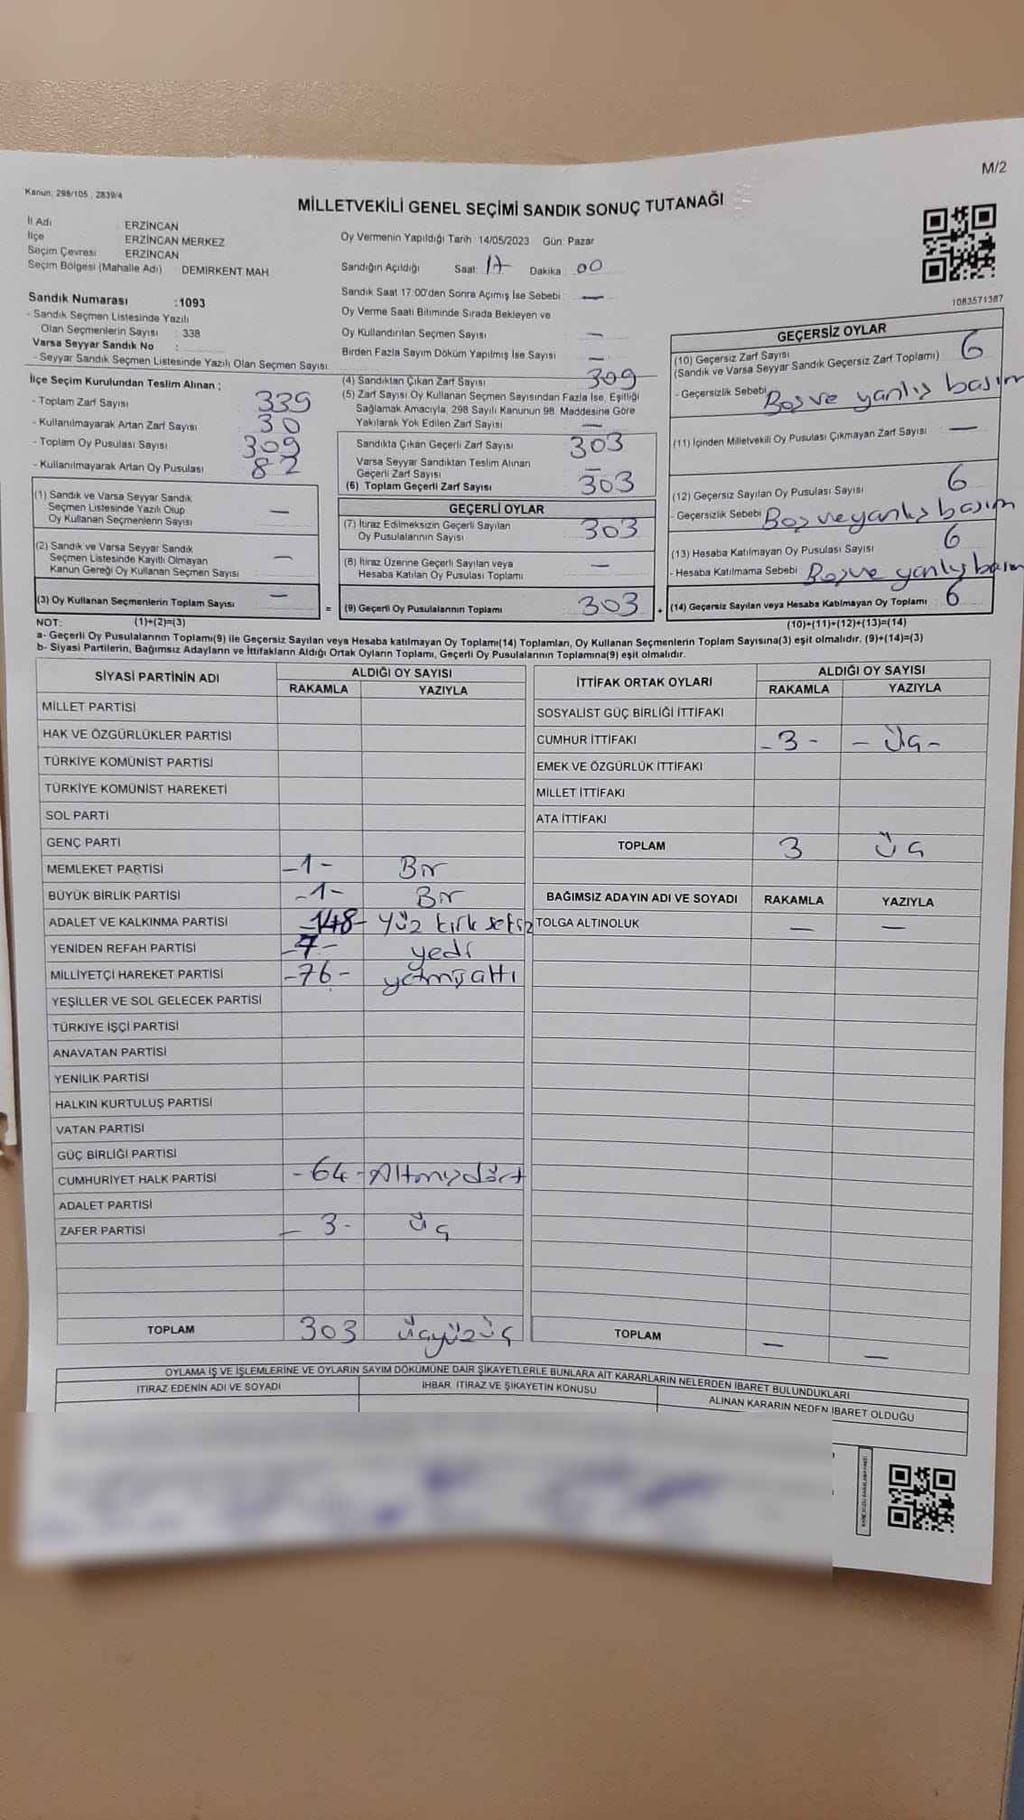 M/2
Kanun, 298/105 , 2839/4
MİLLETVEKİLİ GENEL SEÇİMİ SANDIK SONUÇ TUTANAĞI
İl Adı ERZİNCAN
İlçe ERZİNCAN MERKEZ
Seçim Çevresi ERZİNCAN
Seçim Bölgesi (Mahalle Adı) DEMİRKENT MAH
Sandık Numarası :1093
- Sandık Seçmen Listesinde Yazılı
Olan Seçmenlerin Sayısı : 338
Varsa Seyyar Sandık No :
- Seyyar Sandık Seçmen Listesinde Yazılı Olan Seçmen Sayısı
Oy Vermenin Yapıldığı Tarih 14/05/2023 Gün: Pazar
Sandığın Açıldığı Saat 17 Dakika 00
Sandık Saat 17.00'den Sonra Açımış İse Sebebi —
Oy Verme Saati Bitiminde Sırada Bekleyen ve
Oy Kullandırılan Seçmen Sayısı —
Birden Fazla Sayım Döküm Yapılmış İse Sayısı —
1083571387
İlçe Seçim Kurulundan Teslim Alınan ;
- Toplam Zarf Sayısı 339
- Kullanılmayarak Artan Zarf Sayısı 30
- Toplam Oy Pusulası Sayısı 309
- Kullanılmayarak Artan Oy Pusulası 82
(1) Sandık ve Varsa Seyyar Sandık
Seçmen Listesinde Yazılı Olup
Oy Kullanan Seçmenlerin Sayısı —
(2) Sandık ve Varsa Seyyar Sandık
Seçmen Listesinde Kayıtlı Olmayan
Kanun Gereği Oy Kullanan Seçmen Sayısı —
(3) Oy Kullanan Seçmenlerin Toplam Sayısı —
(4) Sandıktan Çıkan Zarf Sayısı 309
(5) Zarf Sayısı Oy Kullanan Seçmen Sayısından Fazla İse, Eşitliği
Sağlamak Amacıyla, 298 Sayılı Kanunun 98. Maddesine Göre
Yakılarak Yok Edilen Zarf Sayısı —
Sandıkta Çıkan Geçerli Zarf Sayısı 303
Varsa Seyyar Sandıktan Teslim Alınan
Geçerli Zarf Sayısı —
(6) Toplam Geçerli Zarf Sayısı 303
GEÇERLİ OYLAR
(7) İtiraz Edilmeksizin Geçerli Sayılan
Oy Pusulalarının Sayısı 303
(8) İtiraz Üzerine Geçerli Sayılan veya
Hesaba Katılan Oy Pusulası Toplamı —
= (9) Geçerli Oy Pusulalarının Toplamı 303 +
GEÇERSİZ OYLAR
(10) Geçersiz Zarf Sayısı 6
(Sandık ve Varsa Seyyar Sandık Geçersiz Zarf Toplamı)
- Geçersizlik Sebebi Boş ve yanlış basım
(11) İçinden Milletvekili Oy Pusulası Çıkmayan Zarf Sayısı —
(12) Geçersiz Sayılan Oy Pusulası Sayısı 6
- Geçersizlik Sebebi Boş ve yanlış basım
(13) Hesaba Katılmayan Oy Pusulası Sayısı 6
- Hesaba Katılmama Sebebi Boş ve yanlış basım
(14) Geçersiz Sayılan veya Hesaba Katılmayan Oy Toplamı 6
NOT: (1)+(2)=(3) (10)+(11)+(12)+(13)=(14)
a- Geçerli Oy Pusulalarının Toplamı(9) ile Geçersiz Sayılan veya Hesaba katılmayan Oy Toplamı(14) Toplamları, Oy Kullanan Seçmenlerin Toplam Sayısına(3) eşit olmalıdır. (9)+(14)=(3)
b- Siyasi Partilerin, Bağımsız Adayların ve İttifakların Aldığı Ortak Oyların Toplamı, Geçerli Oy Pusulalarının Toplamına(9) eşit olmalıdır.
SİYASİ PARTİNİN ADI ALDIĞI OY SAYISI
RAKAMLA YAZIYLA
MİLLET PARTİSİ
HAK VE ÖZGÜRLÜKLER PARTİSİ
TÜRKİYE KOMÜNİST PARTİSİ
TÜRKİYE KOMÜNİST HAREKETİ
SOL PARTİ
GENÇ PARTİ
MEMLEKET PARTİSİ -1- Bir
BÜYÜK BİRLİK PARTİSİ -1- Bir
ADALET VE KALKINMA PARTİSİ -148- Yüz kırk sekiz
YENİDEN REFAH PARTİSİ -7- yedi
MİLLİYETÇİ HAREKET PARTİSİ -76- yetmişaltı
YEŞİLLER VE SOL GELECEK PARTİSİ
TÜRKİYE İŞÇİ PARTİSİ
ANAVATAN PARTİSİ
YENİLİK PARTİSİ
HALKIN KURTULUŞ PARTİSİ
VATAN PARTİSİ
GÜÇ BİRLİĞİ PARTİSİ
CUMHURİYET HALK PARTİSİ -64- Altmışdört
ADALET PARTİSİ
ZAFER PARTİSİ - 3 - üç
TOPLAM 303 üçyüzüç
İTTİFAK ORTAK OYLARI ALDIĞI OY SAYISI
RAKAMLA YAZIYLA
SOSYALİST GÜÇ BİRLİĞİ İTTİFAKI
CUMHUR İTTİFAKI -3- - Üç -
EMEK VE ÖZGÜRLÜK İTTİFAKI
MİLLET İTTİFAKI
ATA İTTİFAKI
TOPLAM 3 Üç
BAĞIMSIZ ADAYIN ADI VE SOYADI RAKAMLA YAZIYLA
TOLGA ALTINOLUK — —
TOPLAM — —
OYLAMA İŞ VE İŞLEMLERİNE VE OYLARIN SAYIM DÖKÜMÜNE DAİR ŞİKAYETLERLE BUNLARA AİT KARARLARIN NELERDEN İBARET BULUNDUKLARI
İTİRAZ EDENİN ADI VE SOYADI İHBAR, İTİRAZ VE ŞİKAYETİN KONUSU ALINAN KARARIN NEDEN İBARET OLDUĞU